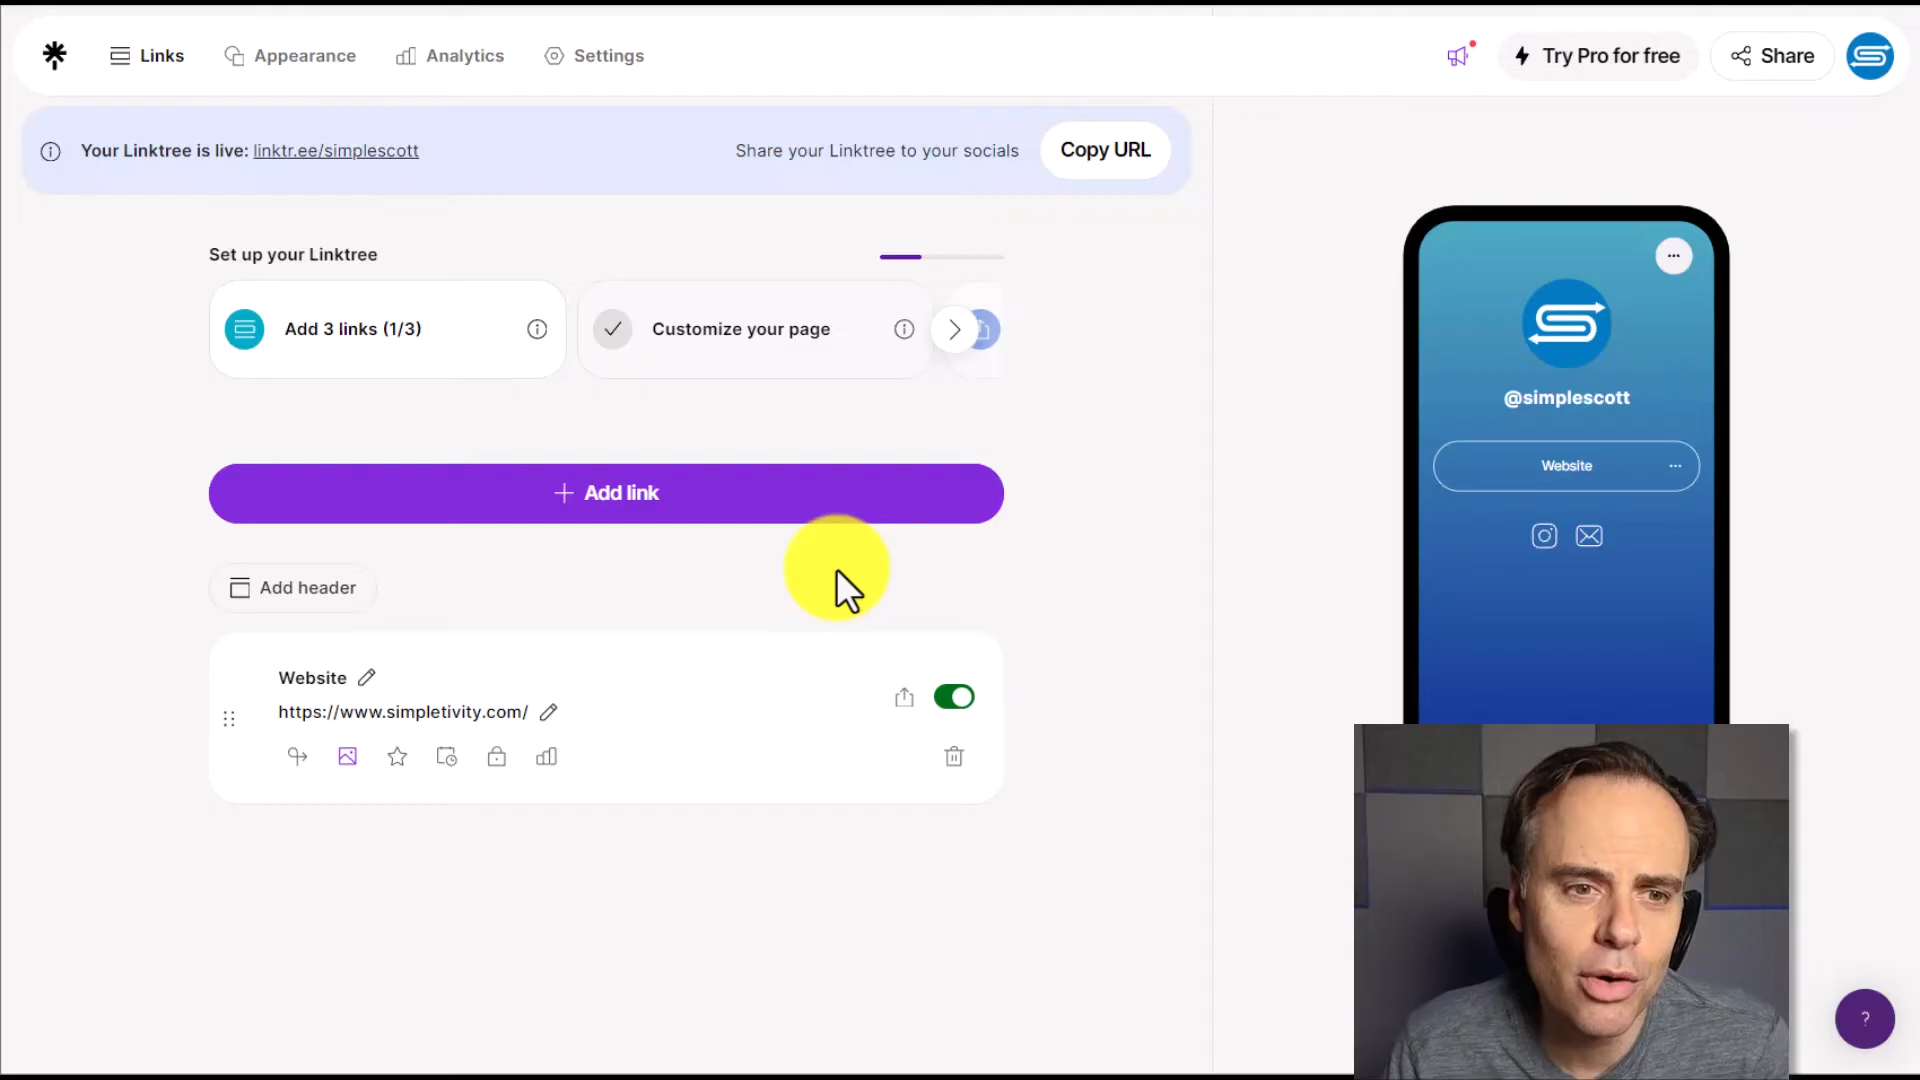 Links
Appearance
Analytics
Settings
Try Pro for free
Share
Your Linktree is live: linktr.ee/simplescott
Share your Linktree to your socials
Copy URL
Set up your Linktree
Add 3 links (1/3)
Customize your page
Add link
Add header
Website
https://www.simpletivity.com/
@simplescott
Website
?